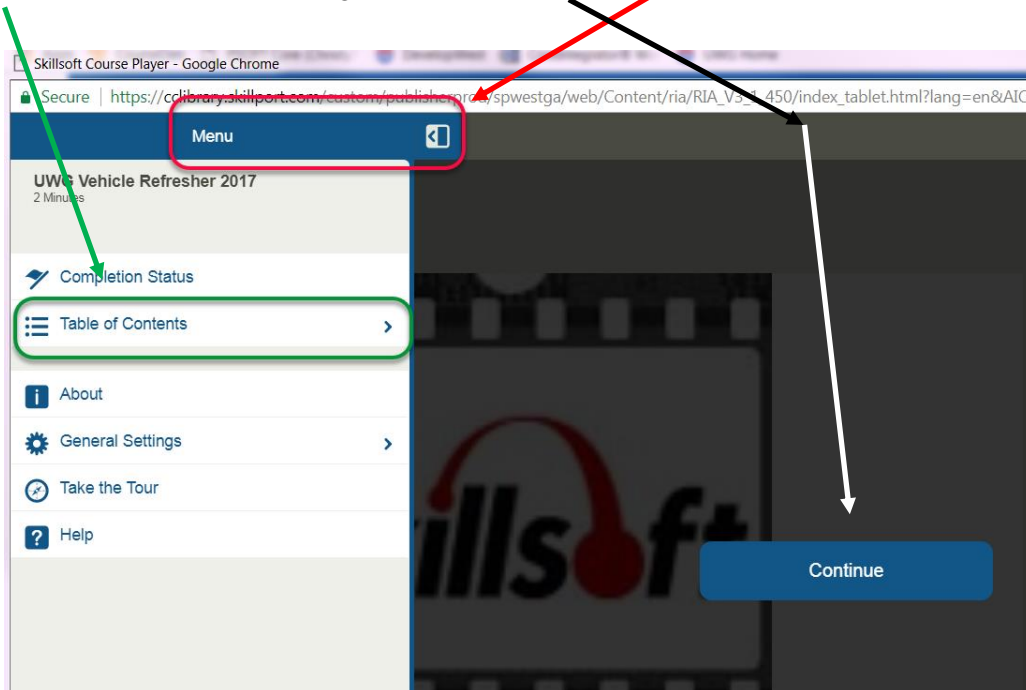 Skillsoft Course Player - Google Chrome
Secure | https://cclibrary.skillport.com/custom/publisherprod/spwestga/web/Content/ria/RIA_V3_1_450/index_tablet.html?lang=en&AIC
Menu
UWG Vehicle Refresher 2017
2 Minutes
Completion Status
Table of Contents
About
General Settings
Take the Tour
Help
skillsoft
Continue